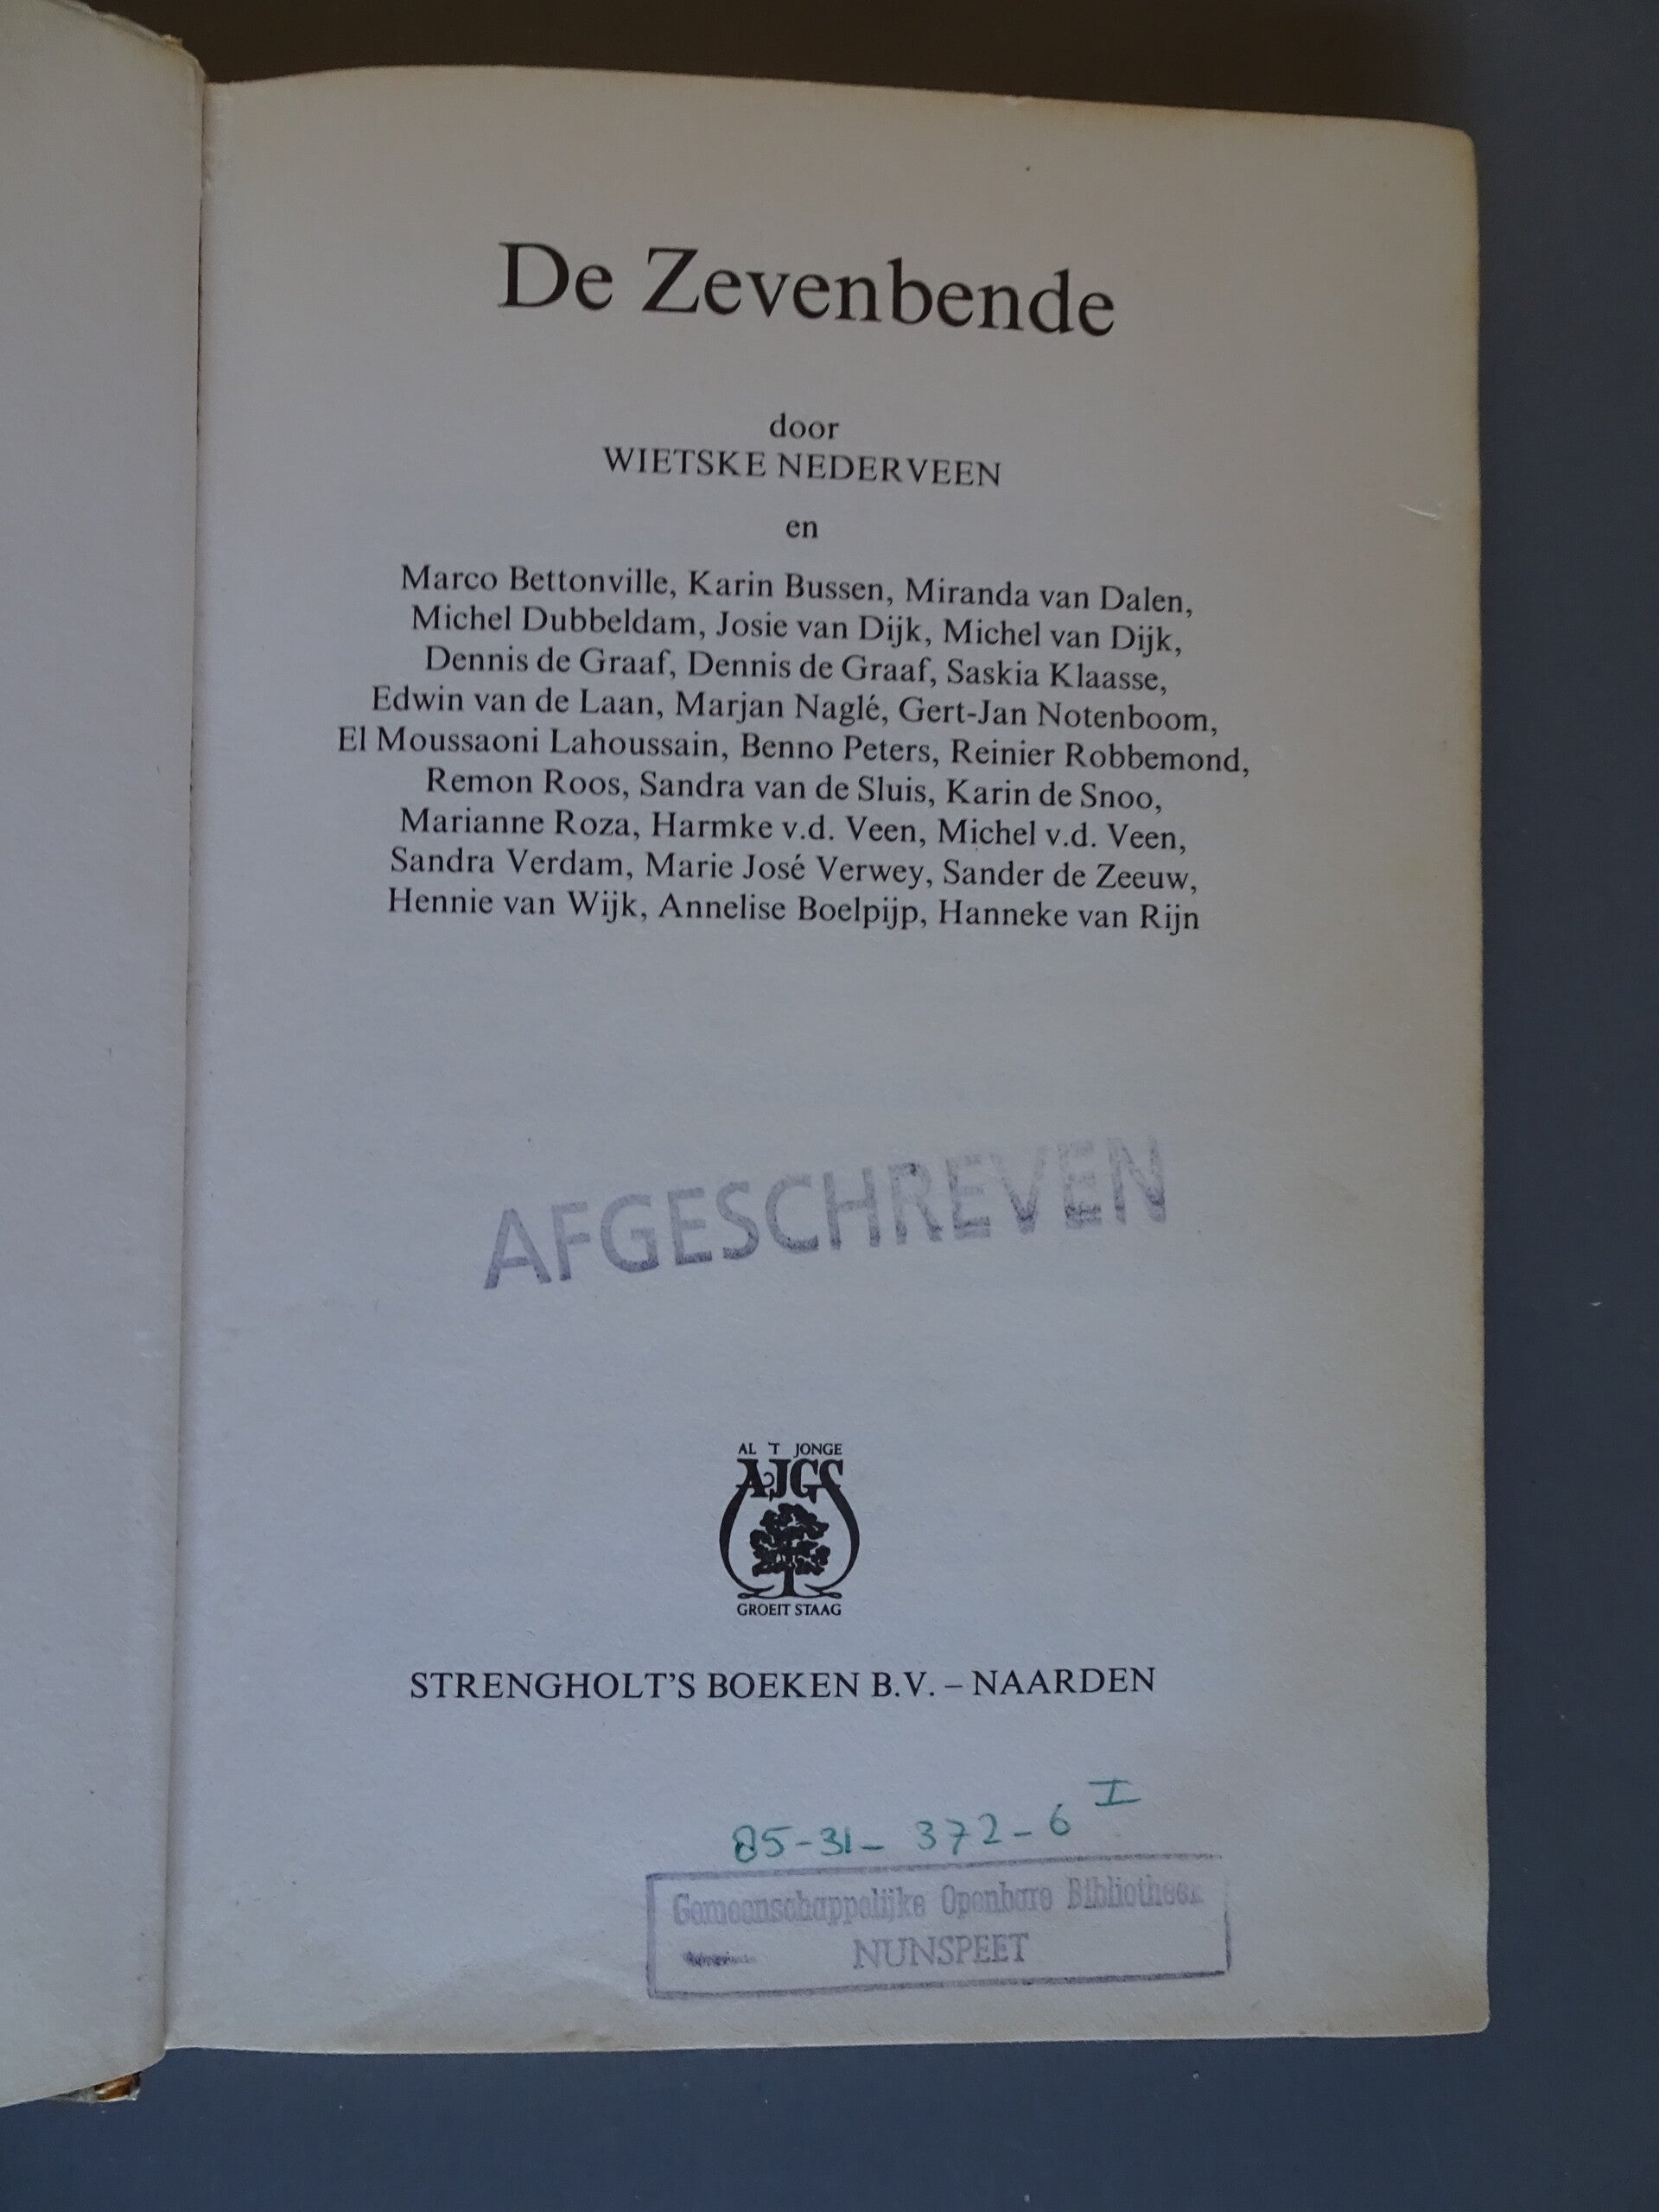 De Zevenbende
door
WIETSKE NEDERVEEN
en
Marco Bettonville, Karin Bussen, Miranda van Dalen,
Michel Dubbeldam, Josie van Dijk, Michel van Dijk,
Dennis de Graaf, Dennis de Graaf, Saskia Klaasse,
Edwin van de Laan, Marjan Naglé, Gert-Jan Notenboom,
El Moussaoni Lahoussain, Benno Peters, Reinier Robbemond,
Remon Roos, Sandra van de Sluis, Karin de Snoo,
Marianne Roza, Harmke v.d. Veen, Michel v.d. Veen,
Sandra Verdam, Marie José Verwey, Sander de Zeeuw,
Hennie van Wijk, Annelise Boelpijp, Hanneke van Rijn
AFGESCHREVEN
AL 'T JONGE
AJGS
GROEIT STAAG
STRENGHOLT'S BOEKEN B.V. – NAARDEN
85-31-372-6 I
Gemeenschappelijke Openbare Bibliotheek
NUNSPEET